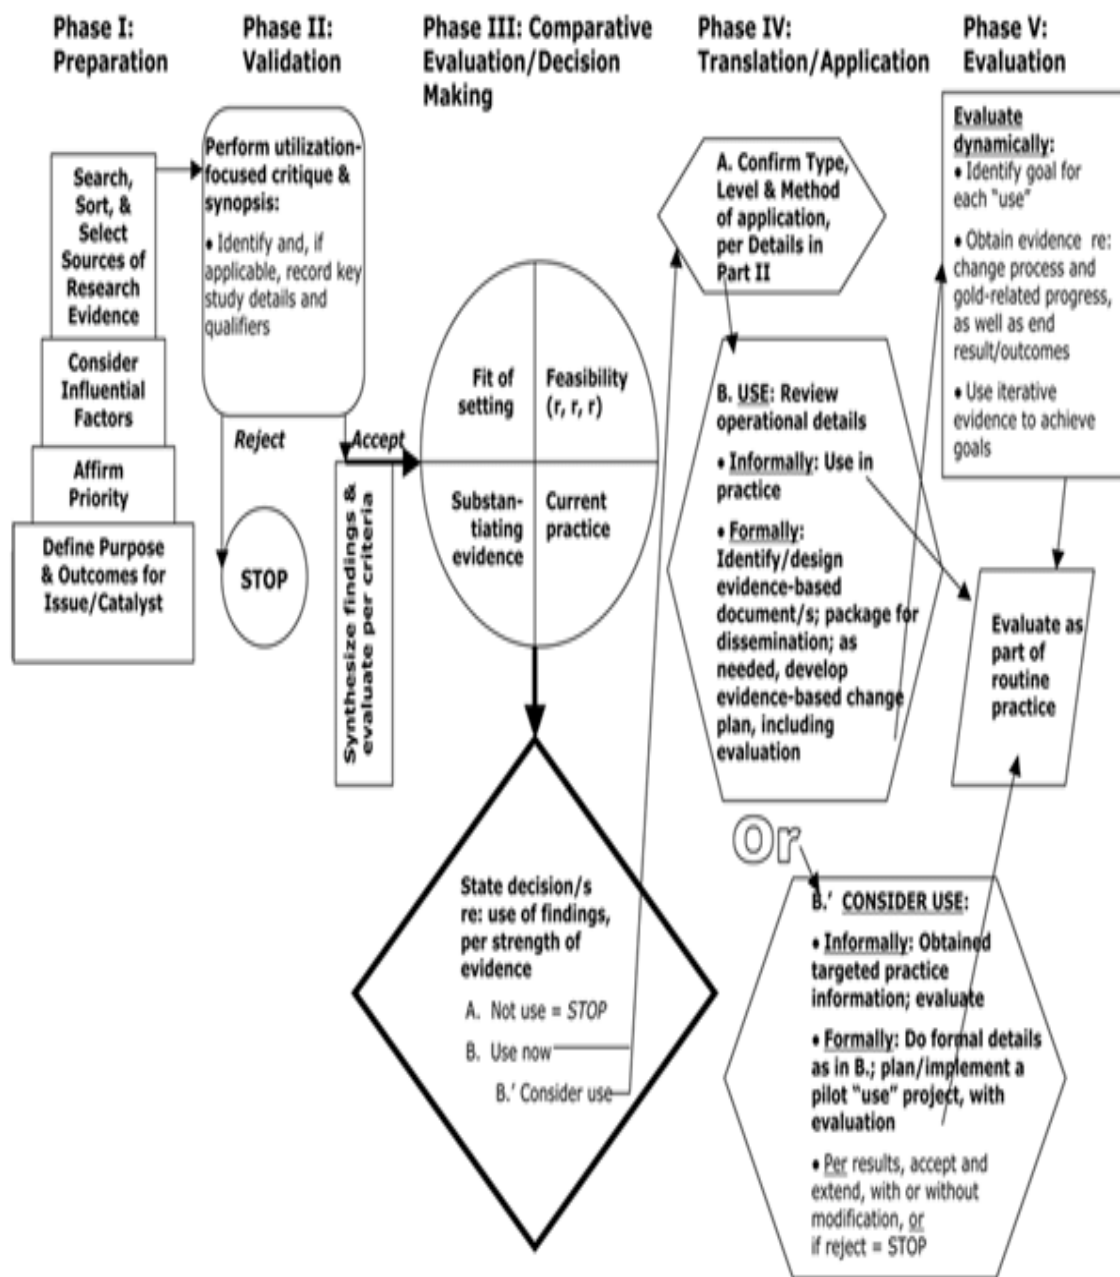 Phase I:
Preparation
Phase II:
Validation
Phase III: Comparative
Evaluation/Decision
Making
Phase IV:
Translation/Application
Phase V:
Evaluation
Search,
Sort, &
Select
Sources of
Research
Evidence
Consider
Influential
Factors
Affirm
Priority
Define Purpose
& Outcomes for
Issue/Catalyst
Perform utilization-
focused critique &
synopsis:
• Identify and, if
applicable, record key
study details and
qualifiers
Reject
Accept
STOP
Synthesize findings &
evaluate per criteria
Fit of
setting
Feasibility
(r, r, r)
Substan-
tiating
evidence
Current
practice
State decision/s
re: use of findings,
per strength of
evidence
A. Not use = STOP
B. Use now
B.' Consider use
A. Confirm Type,
Level & Method
of application,
per Details in
Part II
B. USE: Review
operational details
• Informally: Use in
practice
• Formally:
Identify/design
evidence-based
document/s; package for
dissemination; as
needed, develop
evidence-based change
plan, including
evaluation
Or
B.' CONSIDER USE:
• Informally: Obtained
targeted practice
information; evaluate
• Formally: Do formal details
as in B.; plan/implement a
pilot "use" project, with
evaluation
• Per results, accept and
extend, with or without
modification, or
if reject = STOP
Evaluate
dynamically:
• Identify goal for
each "use"
• Obtain evidence re:
change process and
gold-related progress,
as well as end
result/outcomes
• Use iterative
evidence to achieve
goals
Evaluate as
part of
routine
practice